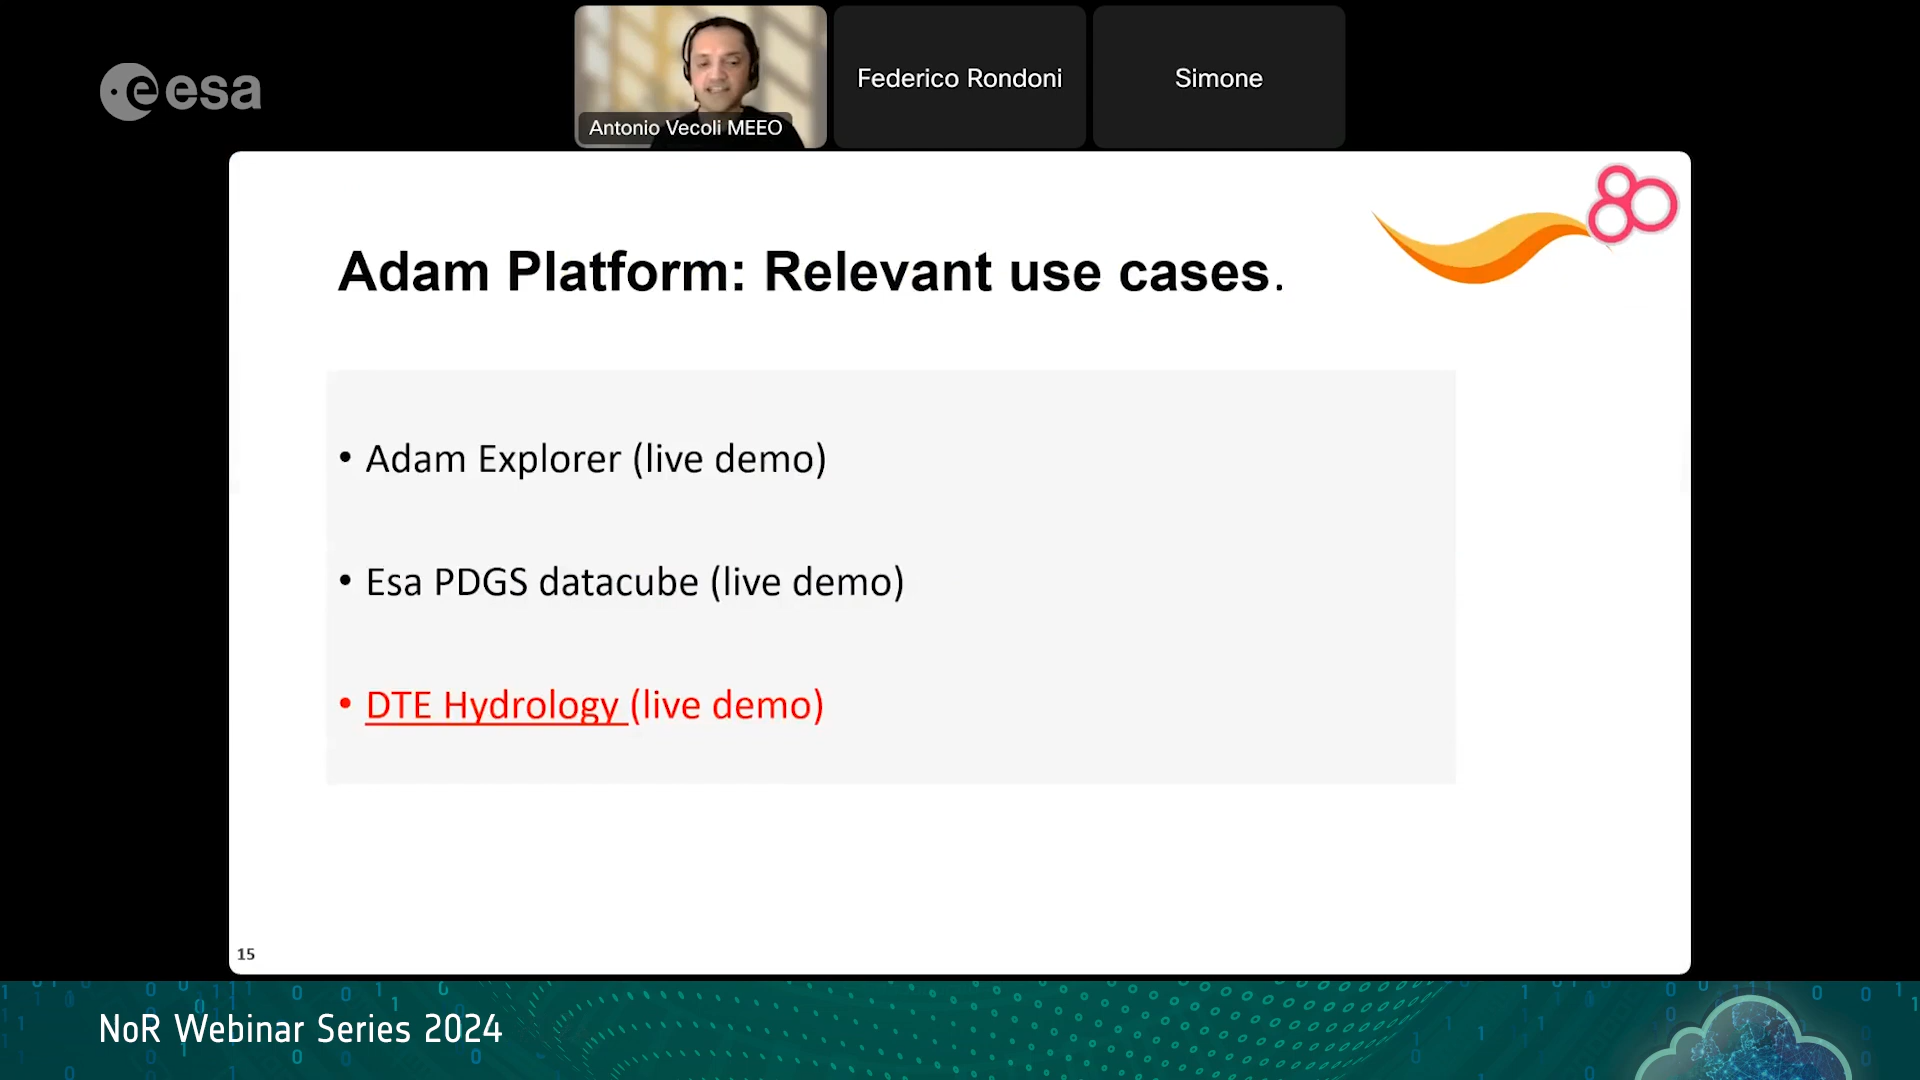 esa
Antonio Vecoli MEEO
Federico Rondoni
Simone
Adam Platform: Relevant use cases.
• Adam Explorer (live demo)
• Esa PDGS datacube (live demo)
• DTE Hydrology (live demo)
15
NoR Webinar Series 2024